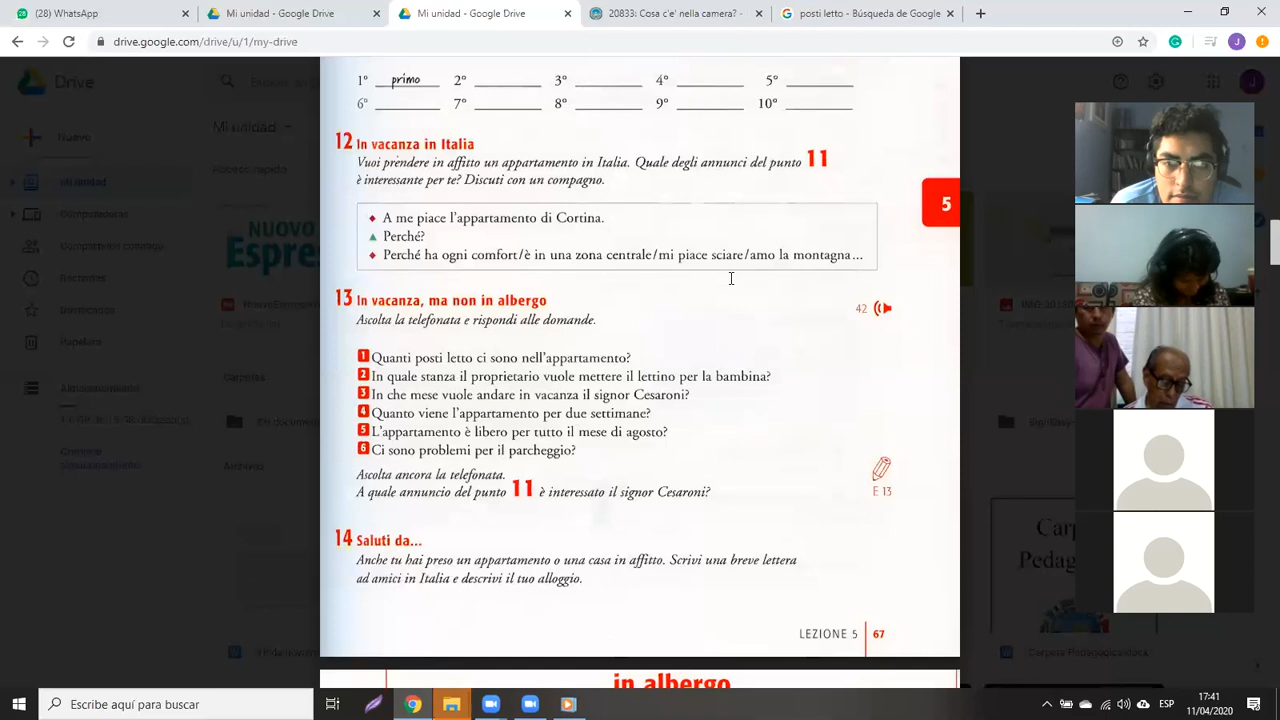 (28) WhatsApp
Mi unidad - Google Drive
Mi unidad - Google Drive
20833: Cosa c'e' nella camera? -
posti letto - Búsqueda de Google
drive.google.com/drive/u/1/my-drive
Drive
Nuevo
Mi unidad
Mi unidad
NUOVO
1° primo 2° 3° 4° 5°
6° 7° 8° 9° 10°
12 In vacanza in Italia
Vuoi prendere in affitto un appartamento in Italia. Quale degli annunci del punto 11
è interessante per te? Discuti con un compagno.
5
A me piace l'appartamento di Cortina.
Perché?
Perché ha ogni comfort/è in una zona centrale/mi piace sciare/amo la montagna...
13 In vacanza, ma non in albergo
42
Ascolta la telefonata e rispondi alle domande.
1 Quanti posti letto ci sono nell'appartamento?
2 In quale stanza il proprietario vuole mettere il lettino per la bambina?
3 In che mese vuole andare in vacanza il signor Cesaroni?
4 Quanto viene l'appartamento per due settimane?
5 L'appartamento è libero per tutto il mese di agosto?
6 Ci sono problemi per il parcheggio?
Ascolta ancora la telefonata.
A quale annuncio del punto 11 è interessato il signor Cesaroni?
E 13
14 Saluti da...
Anche tu hai preso un appartamento o una casa in affitto. Scrivi una breve lettera
ad amici in Italia e descrivi il tuo alloggio.
LEZIONE 5 67
in albergo
Escribe aquí para buscar
ESP
17:41
11/04/2020